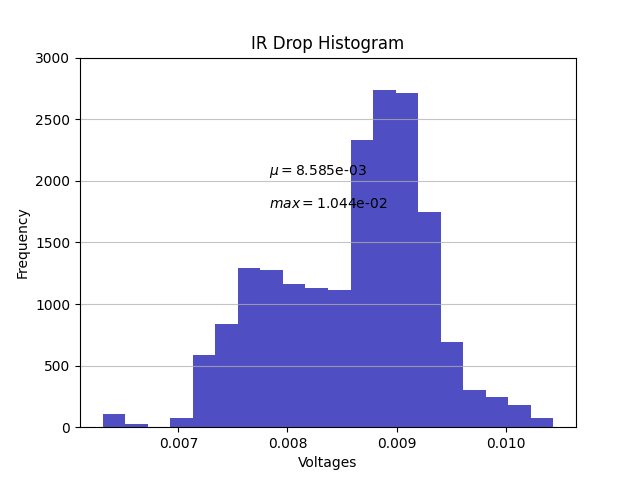 IR Drop Histogram
3000
2500
2000
1500
1000
500
0
Frequency
μ = 8.585e-03
max = 1.044e-02
0.007 0.008 0.009 0.010
Voltages